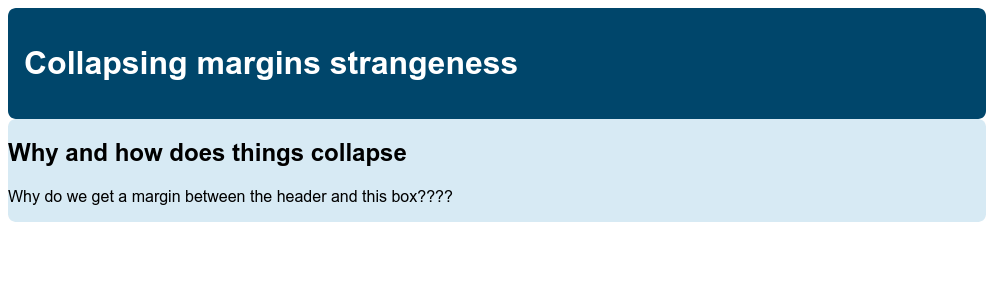 Collapsing margins strangeness
Why and how does things collapse
Why do we get a margin between the header and this box????